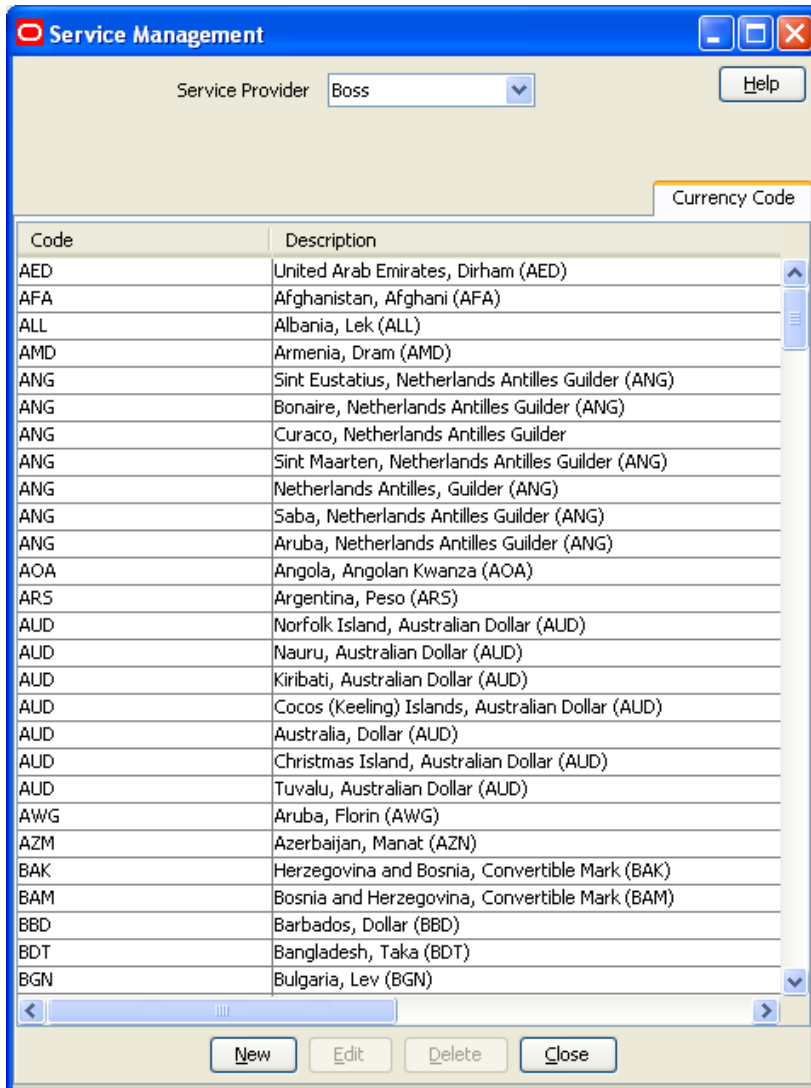 Service Management
Service Provider Boss Help
Currency Code
Code Description
AED United Arab Emirates, Dirham (AED)
AFA Afghanistan, Afghani (AFA)
ALL Albania, Lek (ALL)
AMD Armenia, Dram (AMD)
ANG Sint Eustatius, Netherlands Antilles Guilder (ANG)
ANG Bonaire, Netherlands Antilles Guilder (ANG)
ANG Curaco, Netherlands Antilles Guilder
ANG Sint Maarten, Netherlands Antilles Guilder (ANG)
ANG Netherlands Antilles, Guilder (ANG)
ANG Saba, Netherlands Antilles Guilder (ANG)
ANG Aruba, Netherlands Antilles Guilder (ANG)
AOA Angola, Angolan Kwanza (AOA)
ARS Argentina, Peso (ARS)
AUD Norfolk Island, Australian Dollar (AUD)
AUD Nauru, Australian Dollar (AUD)
AUD Kiribati, Australian Dollar (AUD)
AUD Cocos (Keeling) Islands, Australian Dollar (AUD)
AUD Australia, Dollar (AUD)
AUD Christmas Island, Australian Dollar (AUD)
AUD Tuvalu, Australian Dollar (AUD)
AWG Aruba, Florin (AWG)
AZM Azerbaijan, Manat (AZN)
BAK Herzegovina and Bosnia, Convertible Mark (BAK)
BAM Bosnia and Herzegovina, Convertible Mark (BAM)
BBD Barbados, Dollar (BBD)
BDT Bangladesh, Taka (BDT)
BGN Bulgaria, Lev (BGN)
New Edit Delete Close